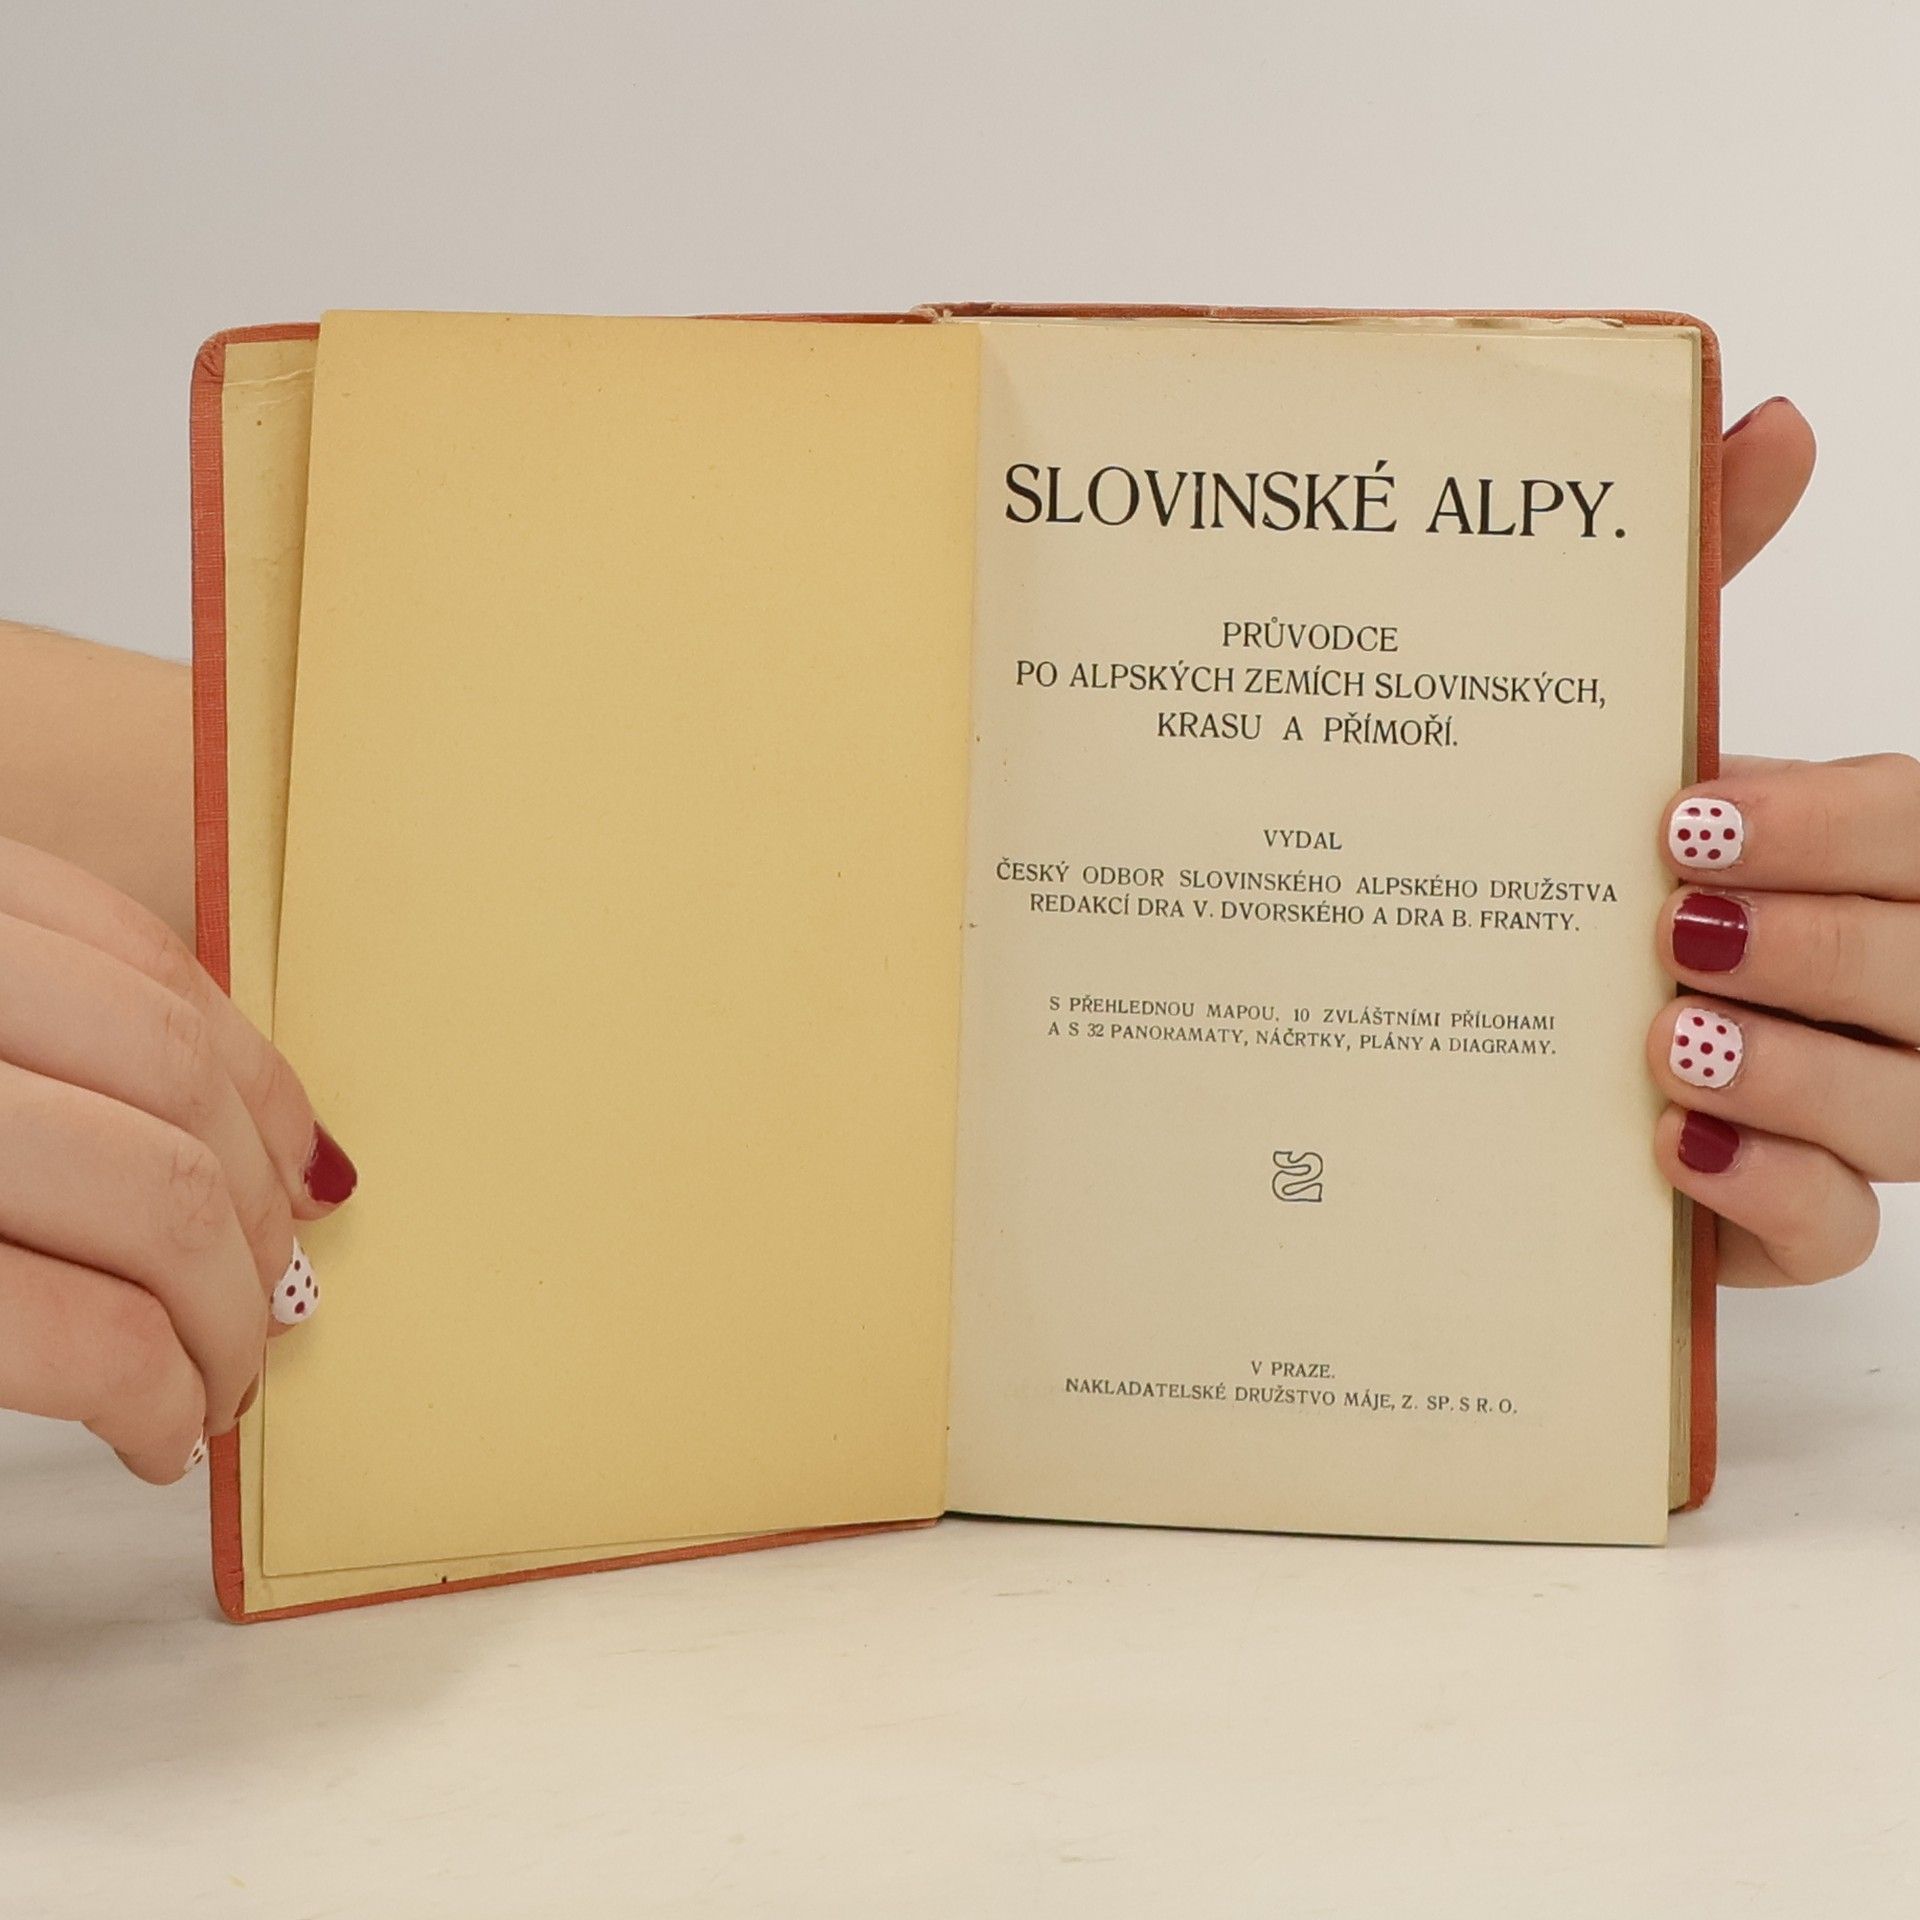 SLOVINSKÉ ALPY.
PRŮVODCE
PO ALPSKÝCH ZEMÍCH SLOVINSKÝCH,
KRASU A PŘÍMOŘÍ.
VYDAL
ČESKÝ ODBOR SLOVINSKÉHO ALPSKÉHO DRUŽSTVA
REDAKCÍ DRA V. DVORSKÉHO A DRA B. FRANTY.
S PŘEHLEDNOU MAPOU, 10 ZVLÁŠTNÍMI PŘÍLOHAMI
A S 32 PANORAMATY, NÁČRTKY, PLÁNY A DIAGRAMY.
V PRAZE.
NAKLADATELSKÉ DRUŽSTVO MÁJE, Z. SP. S R. O.